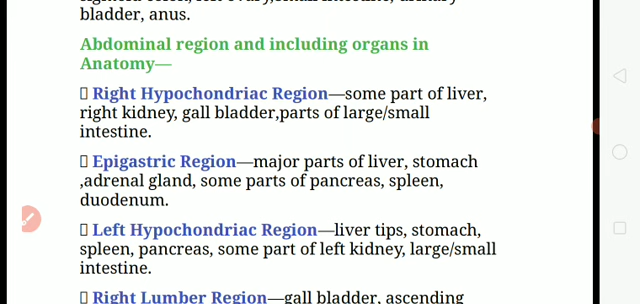 bladder, anus.
Abdominal region and including organs in
Anatomy—
▯ Right Hypochondriac Region—some part of liver,
right kidney, gall bladder,parts of large/small
intestine.
▯ Epigastric Region—major parts of liver, stomach
,adrenal gland, some parts of pancreas, spleen,
duodenum.
▯ Left Hypochondriac Region—liver tips, stomach,
spleen, pancreas, some part of left kidney, large/small
intestine.
▯ Right Lumber Region—gall bladder, ascending